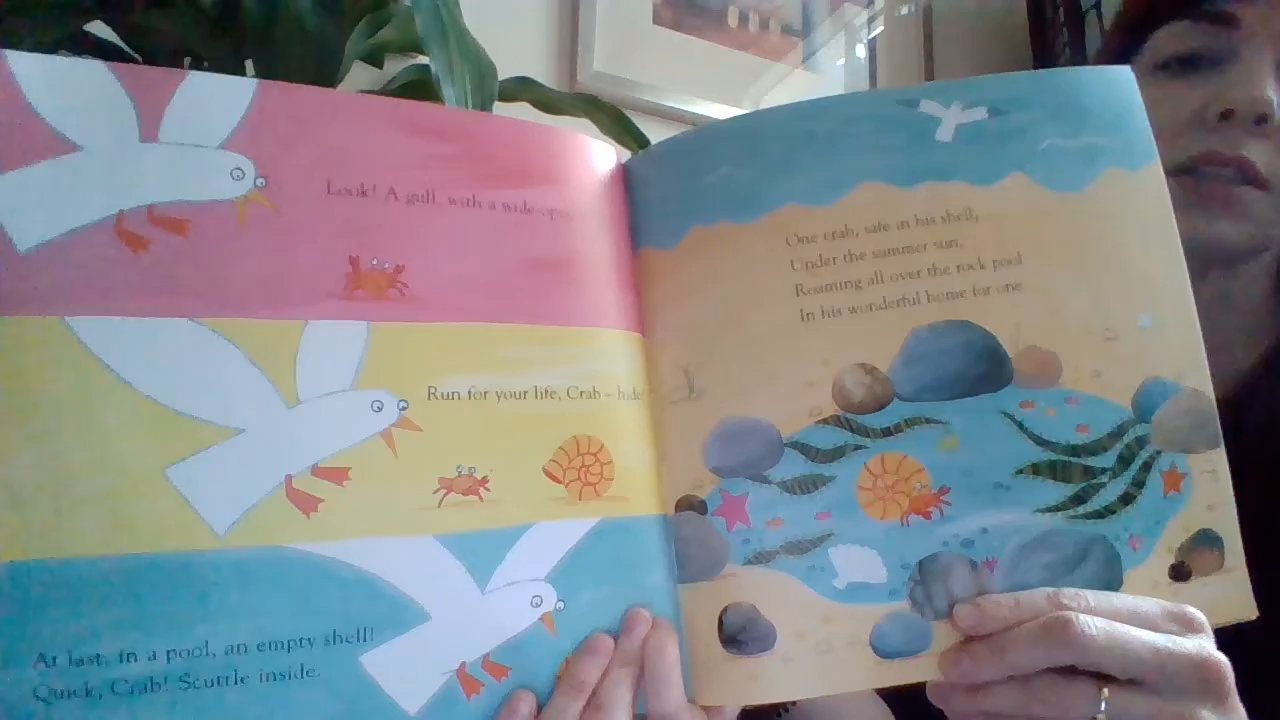 Look! A gull, with a wide-op
Run for your life, Crab – hide
At last, in a pool, an empty shell!
Quick, Crab! Scuttle inside.
One crab, safe in his shell,
Under the summer sun,
Roaming all over the rock pool
In his wonderful home for one